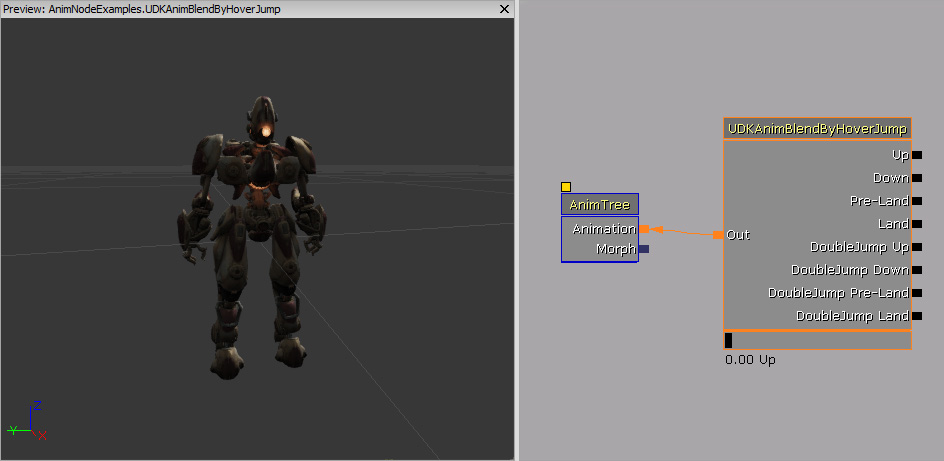 Preview: AnimNodeExamples.UDKAnimBlendByHoverJump
Z
Y
X
AnimTree
Animation
Morph
UDKAnimBlendByHoverJump
Up
Down
Pre-Land
Land
Out
DoubleJump Up
DoubleJump Down
DoubleJump Pre-Land
DoubleJump Land
0.00 Up